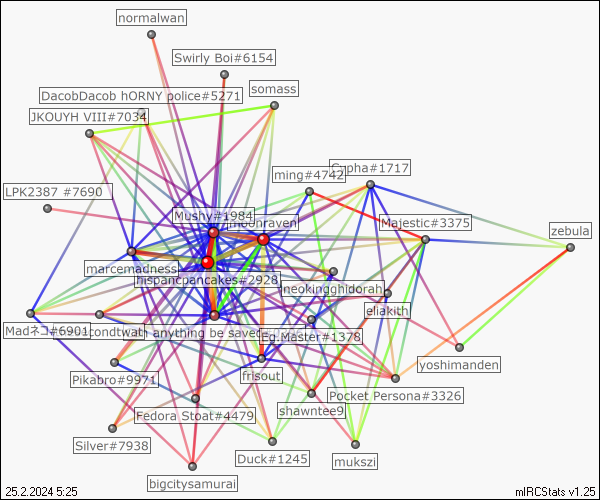 normalwan
Swirly Boi#6154
DacobDacob hORNY police#5271
somass
JKOUYH VIII#7034
Cypha#1717
ming#4742
LPK2387 #7690
Mushy#1984
moonraven
Majestic#3375
zebula
marcemadness
hispancpancakes#2928
neokingghidorah
eliakith
Madネコ#6901
anything be saved
Eg.Master#1378
yoshimanden
Pikabro#9971
frisout
Pocket Persona#3326
Fedora Stoat#4479
shawntee9
Silver#7938
Duck#1245
mukszi
bigcitysamurai
25.2.2024 5:25
mIRCStats v1.25